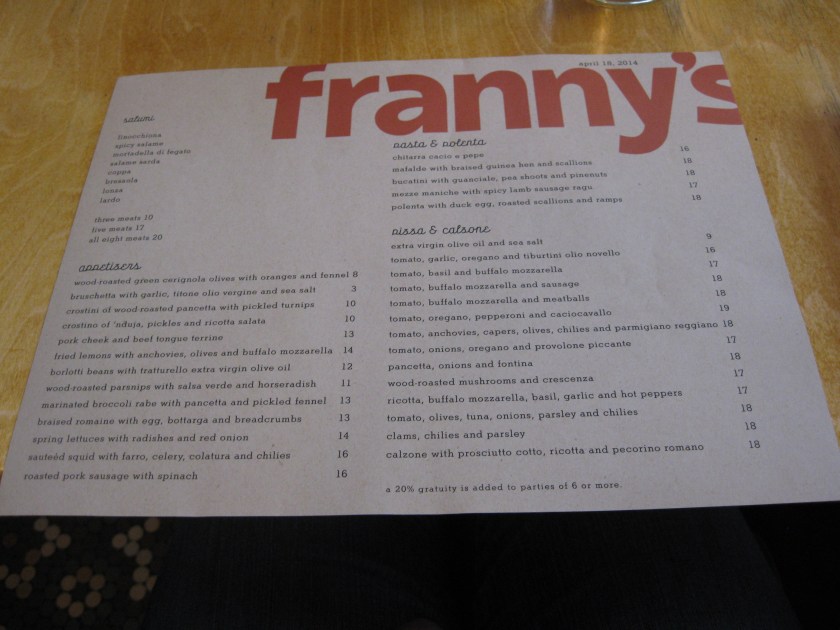 april 18, 2014
franny's
salumi
finocchiona
spicy salame
mortadella di fegato
salame sarda
coppa
bresaola
lonza
lardo
three meats 10
five meats 17
all eight meats 20
appetizers
wood-roasted green cerignola olives with oranges and fennel 8
bruschetta with garlic, titone olio vergine and sea salt 3
crostini of wood-roasted pancetta with pickled turnips 10
crostino of 'nduja, pickles and ricotta salata 10
pork cheek and beef tongue terrine 13
fried lemons with anchovies, olives and buffalo mozzarella 14
borlotti beans with tratturello extra virgin olive oil 12
wood-roasted parsnips with salsa verde and horseradish 11
marinated broccoli rabe with pancetta and pickled fennel 13
braised romaine with egg, bottarga and breadcrumbs 13
spring lettuces with radishes and red onion 14
sauteéd squid with farro, celery, colatura and chilies 16
roasted pork sausage with spinach 16
pasta & polenta
chitarra cacio e pepe 16
mafalde with braised guinea hen and scallions 18
bucatini with guanciale, pea shoots and pinenuts 18
mezze maniche with spicy lamb sausage ragu 17
polenta with duck egg, roasted scallions and ramps 18
pizza & calzone
extra virgin olive oil and sea salt 9
tomato, garlic, oregano and tiburtini olio novello 16
tomato, basil and buffalo mozzarella 17
tomato, buffalo mozzarella and sausage 18
tomato, buffalo mozzarella and meatballs 18
tomato, oregano, pepperoni and caciocavallo 19
tomato, anchovies, capers, olives, chilies and parmigiano reggiano 18
tomato, onions, oregano and provolone piccante 17
pancetta, onions and fontina 18
wood-roasted mushrooms and crescenza 17
ricotta, buffalo mozzarella, basil, garlic and hot peppers 17
tomato, olives, tuna, onions, parsley and chilies 18
clams, chilies and parsley 18
calzone with prosciutto cotto, ricotta and pecorino romano 18
a 20% gratuity is added to parties of 6 or more.